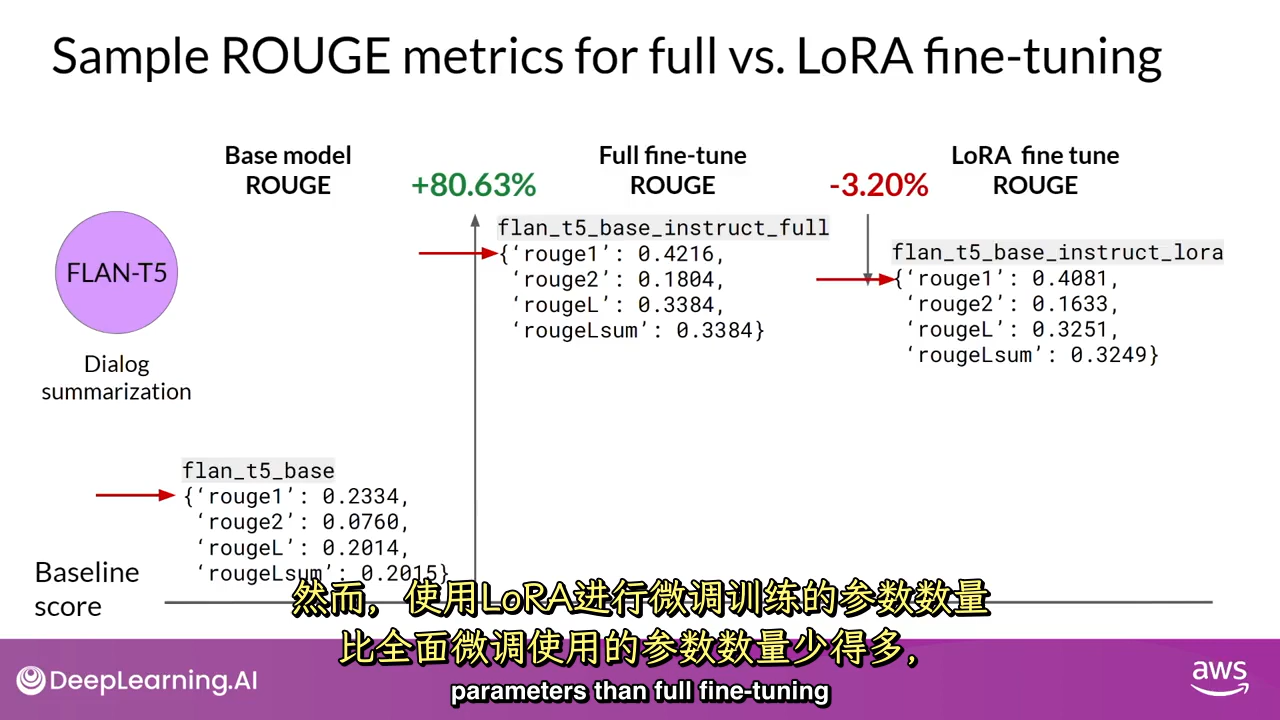 Sample ROUGE metrics for full vs. LoRA fine-tuning
Base model
ROUGE
+80.63%
Full fine-tune
ROUGE
-3.20%
LoRA fine tune
ROUGE
FLAN-T5
Dialog
summarization
flan_t5_base_instruct_full
{‘rouge1’: 0.4216,
‘rouge2’: 0.1804,
‘rougeL’: 0.3384,
‘rougeLsum’: 0.3384}
flan_t5_base_instruct_lora
{‘rouge1’: 0.4081,
‘rouge2’: 0.1633,
‘rougeL’: 0.3251,
‘rougeLsum’: 0.3249}
flan_t5_base
{‘rouge1’: 0.2334,
‘rouge2’: 0.0760,
‘rougeL’: 0.2014,
‘rougeLsum’: 0.2015}
Baseline
score
然而，使用LoRA进行微调训练的参数数量
比全面微调使用的参数数量少得多，
parameters than full fine-tuning
DeepLearning.AI
aws